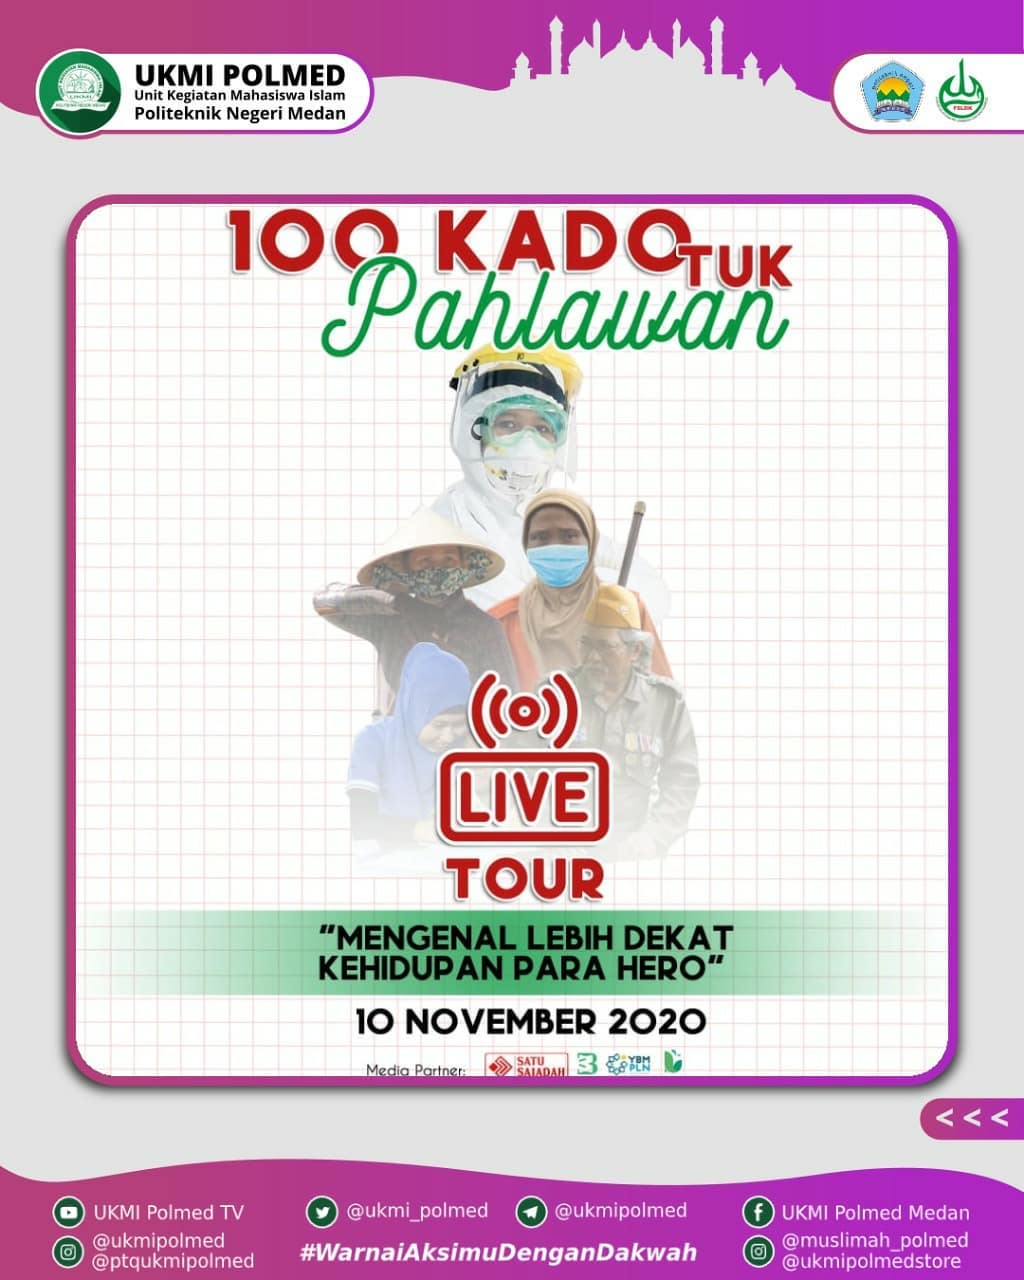 UKMI POLMED
Unit Kegiatan Mahasiswa Islam
Politeknik Negeri Medan
FSLDK
100 KADO TUK
Pahlawan
LIVE
TOUR
"MENGENAL LEBIH DEKAT
KEHIDUPAN PARA HERO"
10 NOVEMBER 2020
Media Partner:
SATU
SAJADAH
YBM
PLN
< < <
UKMI Polmed TV
@ukmi_polmed
@ukmipolmed
UKMI Polmed Medan
@ukmipolmed
@ptqukmipolmed
#WarnaiAksimuDenganDakwah
@muslimah_polmed
@ukmipolmedstore